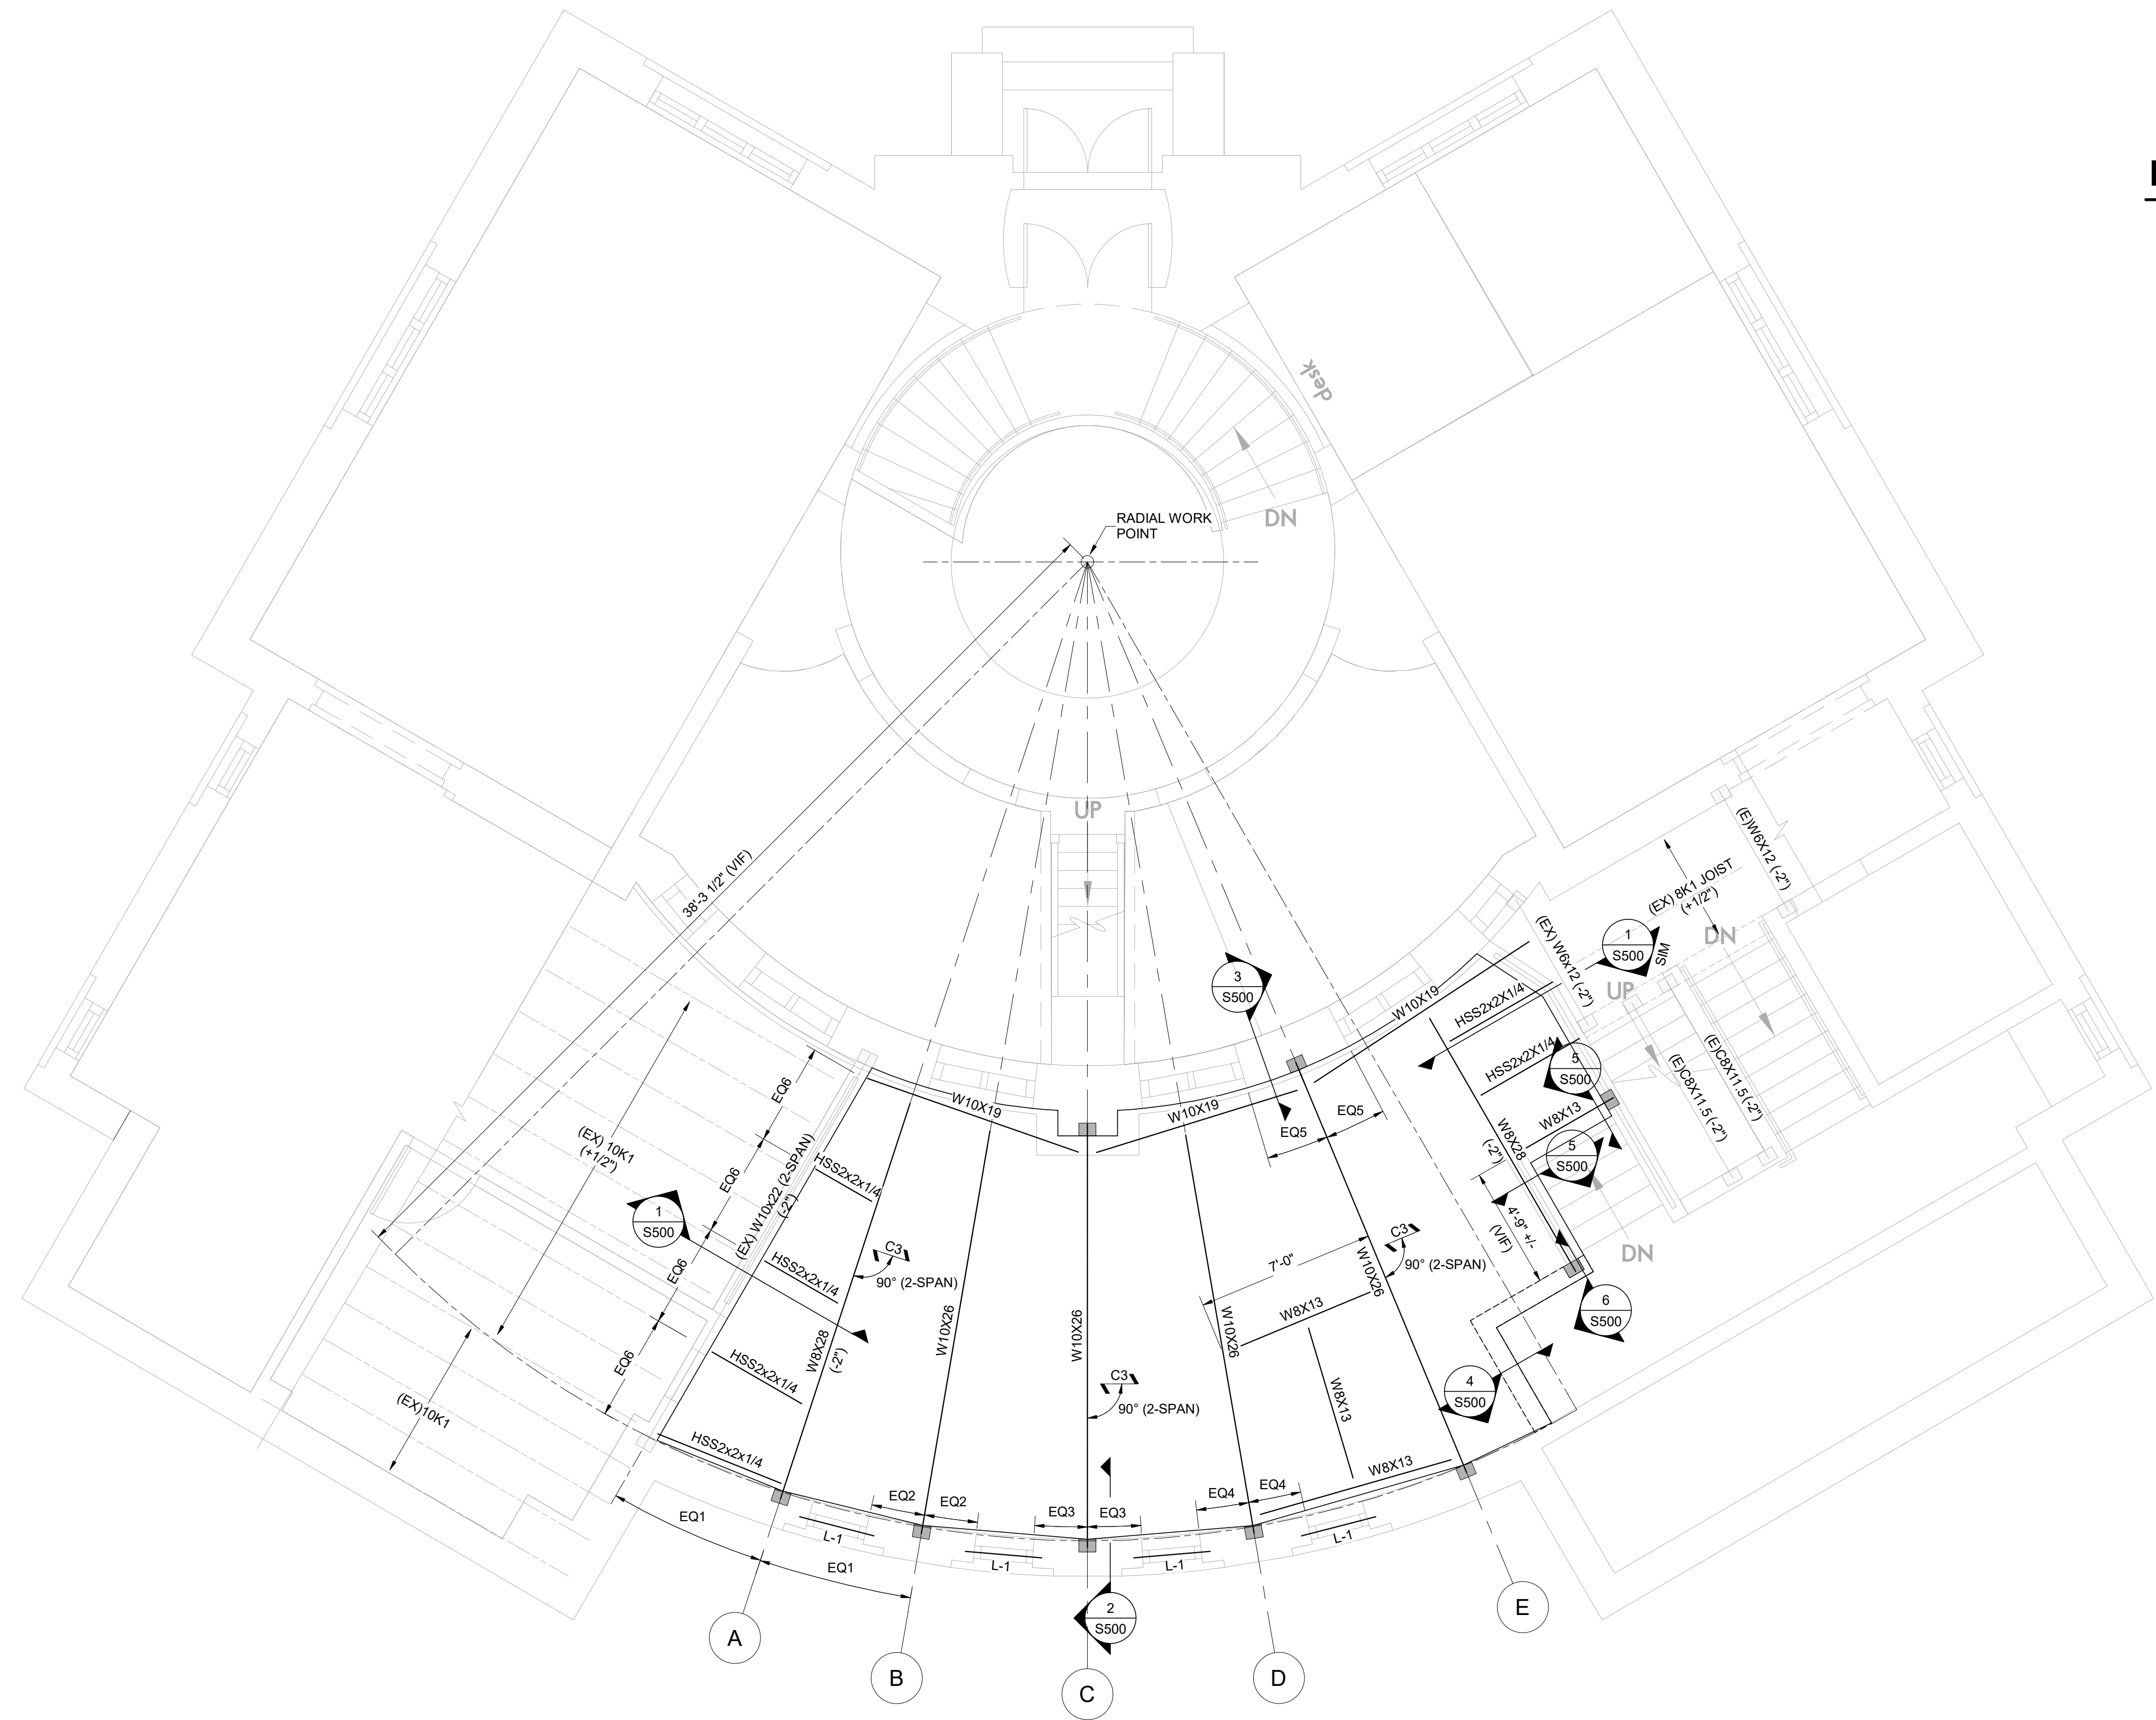 desk
DN
RADIAL WORK
POINT
UP
38'-3 1/2" (VIF)
(E)W6X12 (-2")
(EX) 8K1 JOIST
(+1/2")
DN
1
S500
SIM
(EX) W6x12 (-2")
UP
3
S500
W10X19
HSS2x2X1/4
HSS2x2X1/4
5
S500
(E)C8X11.5 (-2")
(E)C8X11.5 (-2")
W10X19
W10X19
EQ5
EQ5
W8X13
W8X28
(-2")
5
S500
EQ6
EQ6
EQ6
EQ6
(EX) 10K1
(+1/2")
(EX) W10x22 (2-SPAN)
(-2")
HSS2x2x1/4
1
S500
HSS2x2x1/4
C3
90° (2-SPAN)
C3
90° (2-SPAN)
7'-0"
4'-9" +/-
(VIF)
DN
W10X26
W8X13
6
S500
W8X28
(-2")
W10X26
W10X26
W10X26
HSS2x2x1/4
C3
90° (2-SPAN)
W8X13
4
S500
(EX)10K1
HSS2x2x1/4
W8X13
EQ2
EQ2
EQ3
EQ3
EQ4
EQ4
EQ1
EQ1
L-1
L-1
L-1
L-1
2
S500
A
B
C
D
E